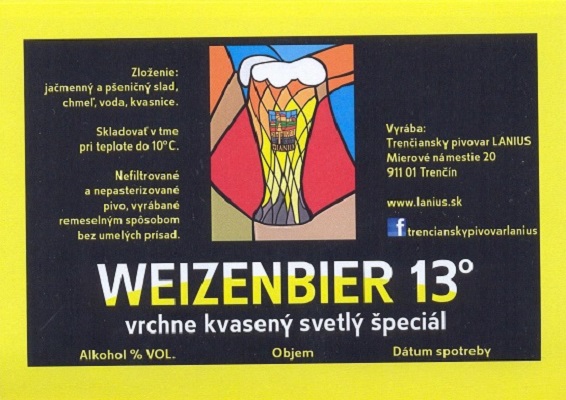 Zloženie:
jačmenný a pšeničný slad,
chmeľ, voda, kvasnice.
Skladovať v tme
pri teplote do 10°C.
Nefiltrované
a nepasterizované
pivo, vyrábané
remeselným spôsobom
bez umelých prísad.
LANIUS
Vyrába:
Trenčiansky pivovar LANIUS
Mierové námestie 20
911 01 Trenčín
www.lanius.sk
f trencianskypivovarlanius
WEIZENBIER 13°
vrchne kvasený svetlý špeciál
Alkohol % VOL.
Objem
Dátum spotreby